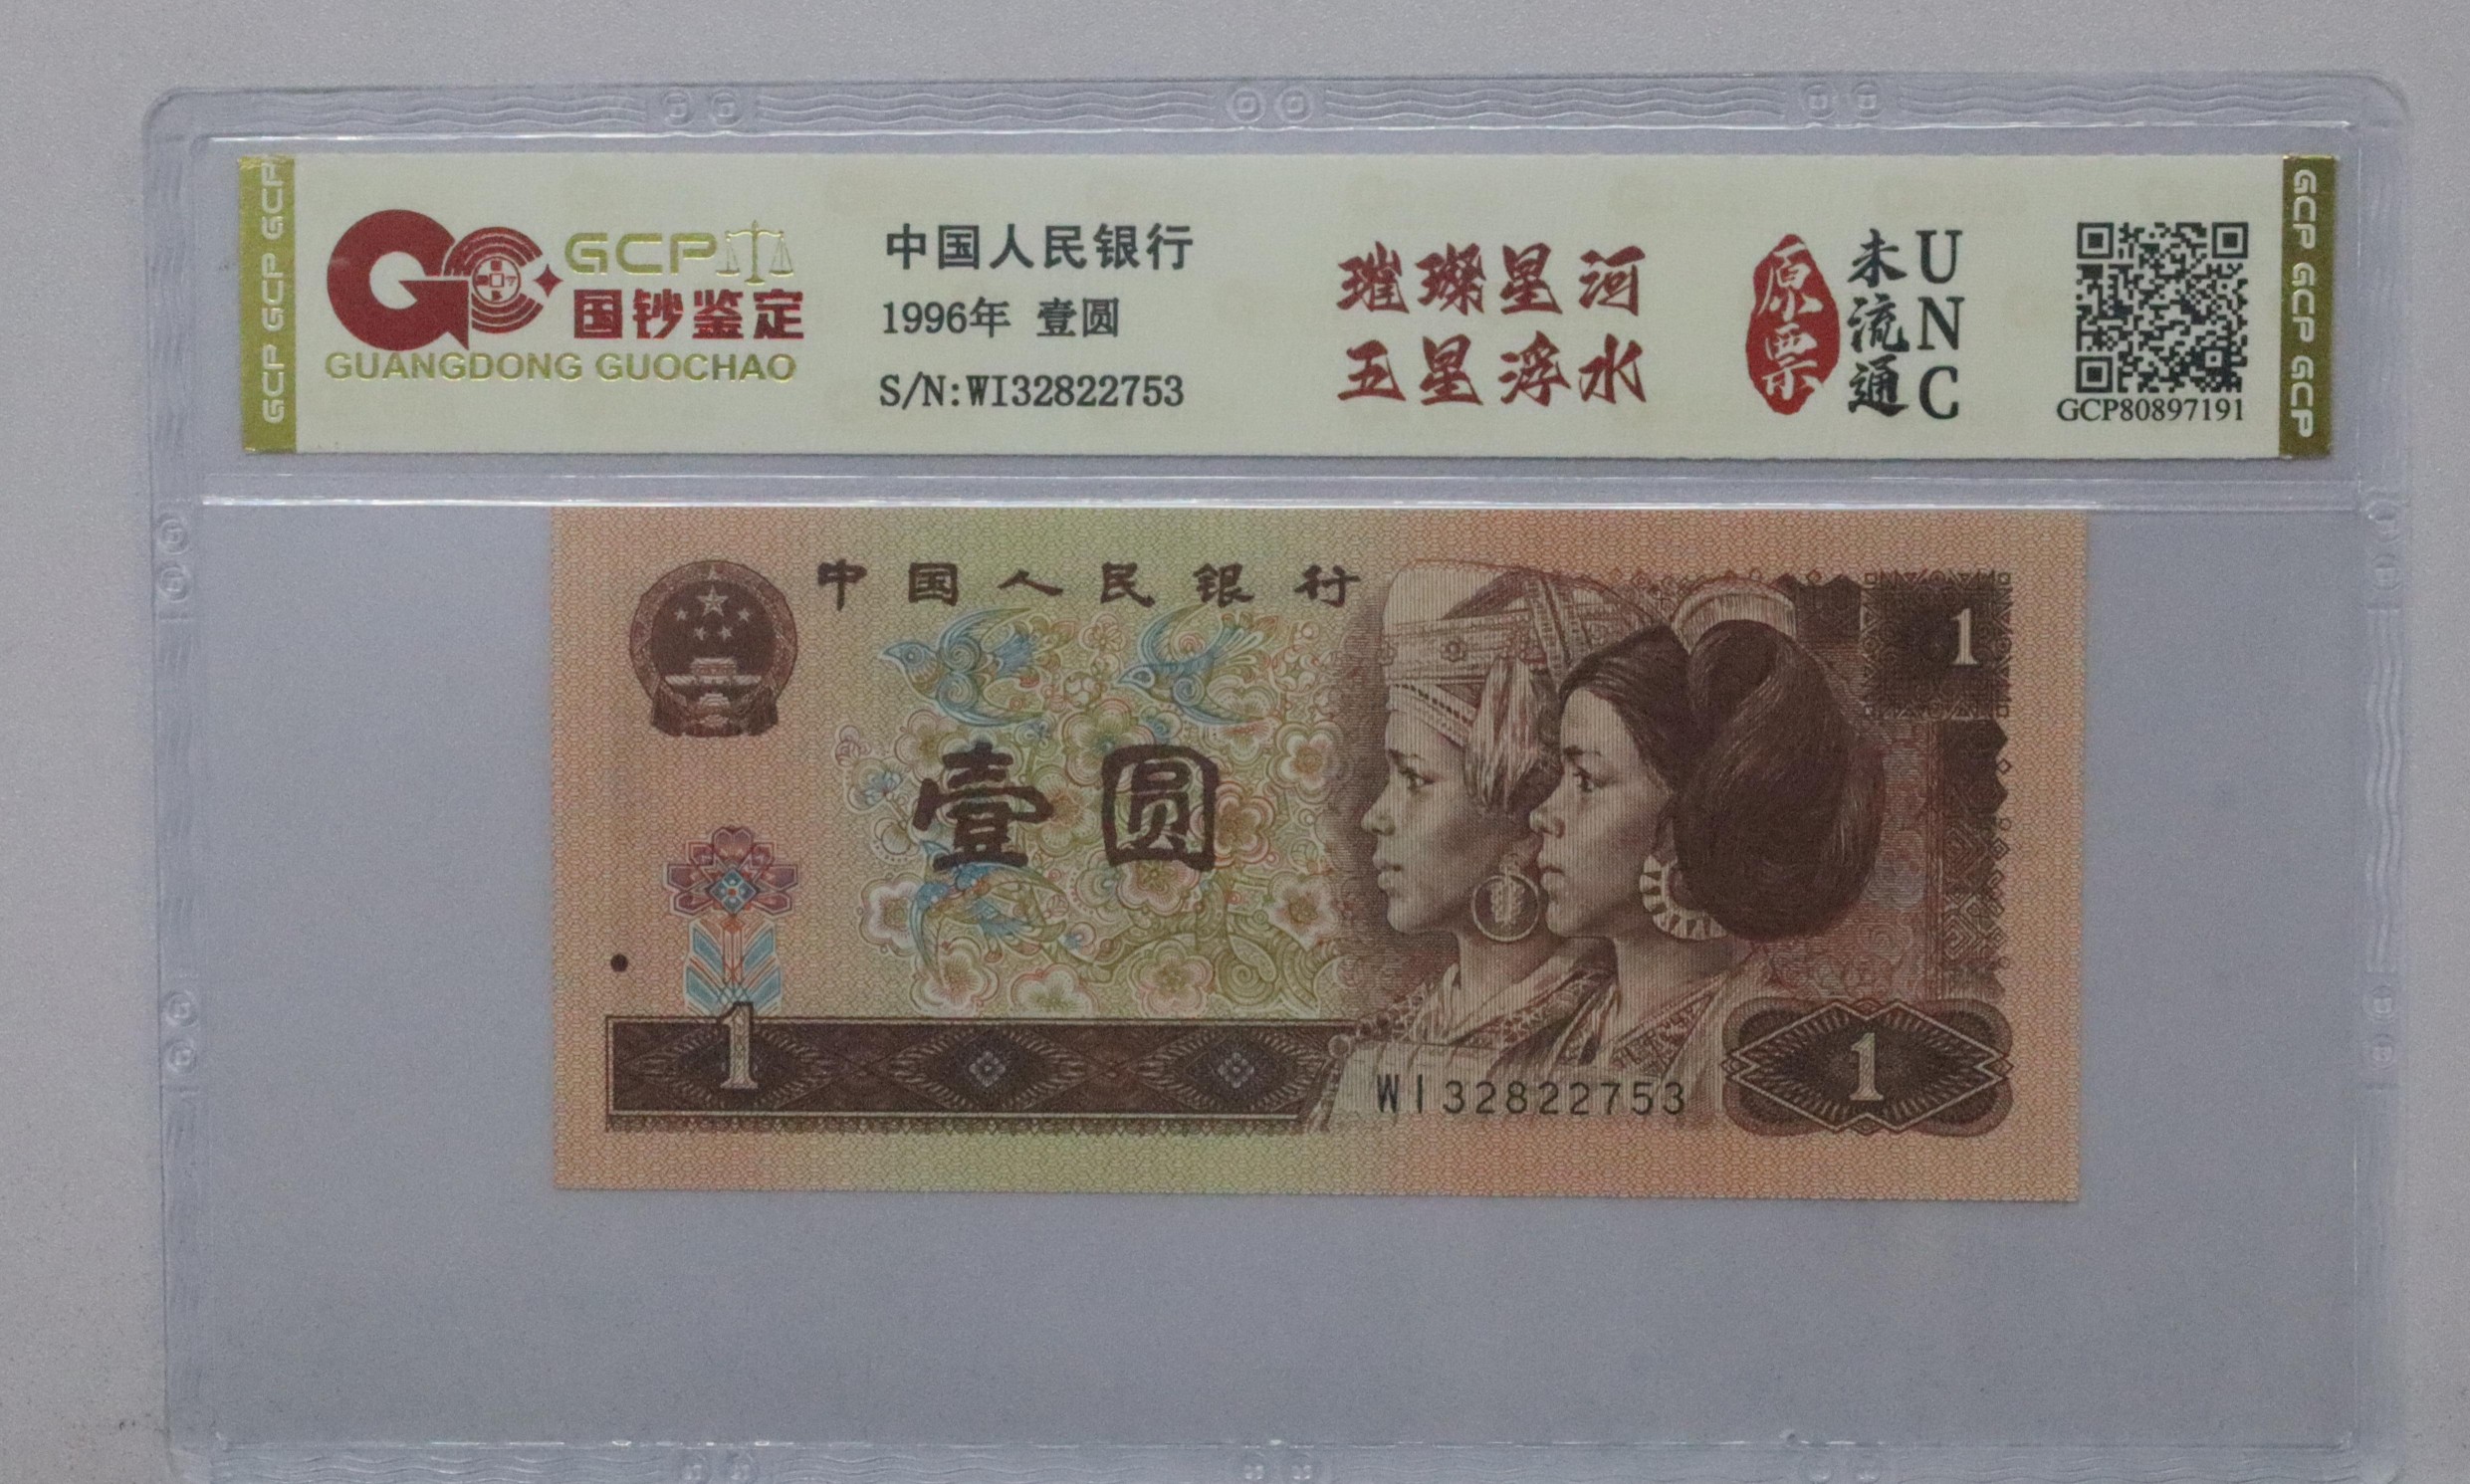 GCP GCP GCP
GCP
国钞鉴定
GUANGDONG GUOCHAO
中国人民银行
1996年 壹圆
S/N:WI32822753
璀璨星河
五星浮水
原票
未流通
UNC
GCP80897191
GCP GCP GCP
中国人民银行
1
壹圆
1
WI32822753
1